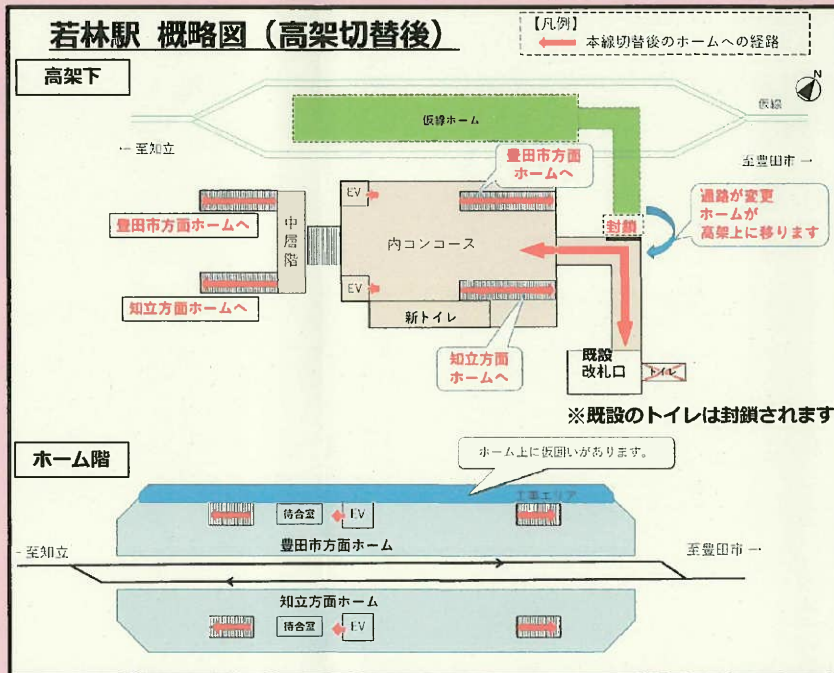 若林駅 概略図（高架切替後）
【凡例】
本線切替後のホームへの経路
高架下
N
仮線
仮線ホーム
←至知立
至豊田市→
豊田市方面
ホームへ
EV
中層階
豊田市方面ホームへ
内コンコース
封鎖
通路が変更
ホームが
高架上に移ります
知立方面ホームへ
EV
新トイレ
知立方面
ホームへ
既設
改札口
トイレ
※既設のトイレは封鎖されます
ホーム階
ホーム上に仮囲いがあります。
工事エリア
待合室
EV
豊田市方面ホーム
←至知立
至豊田市→
知立方面ホーム
待合室
EV